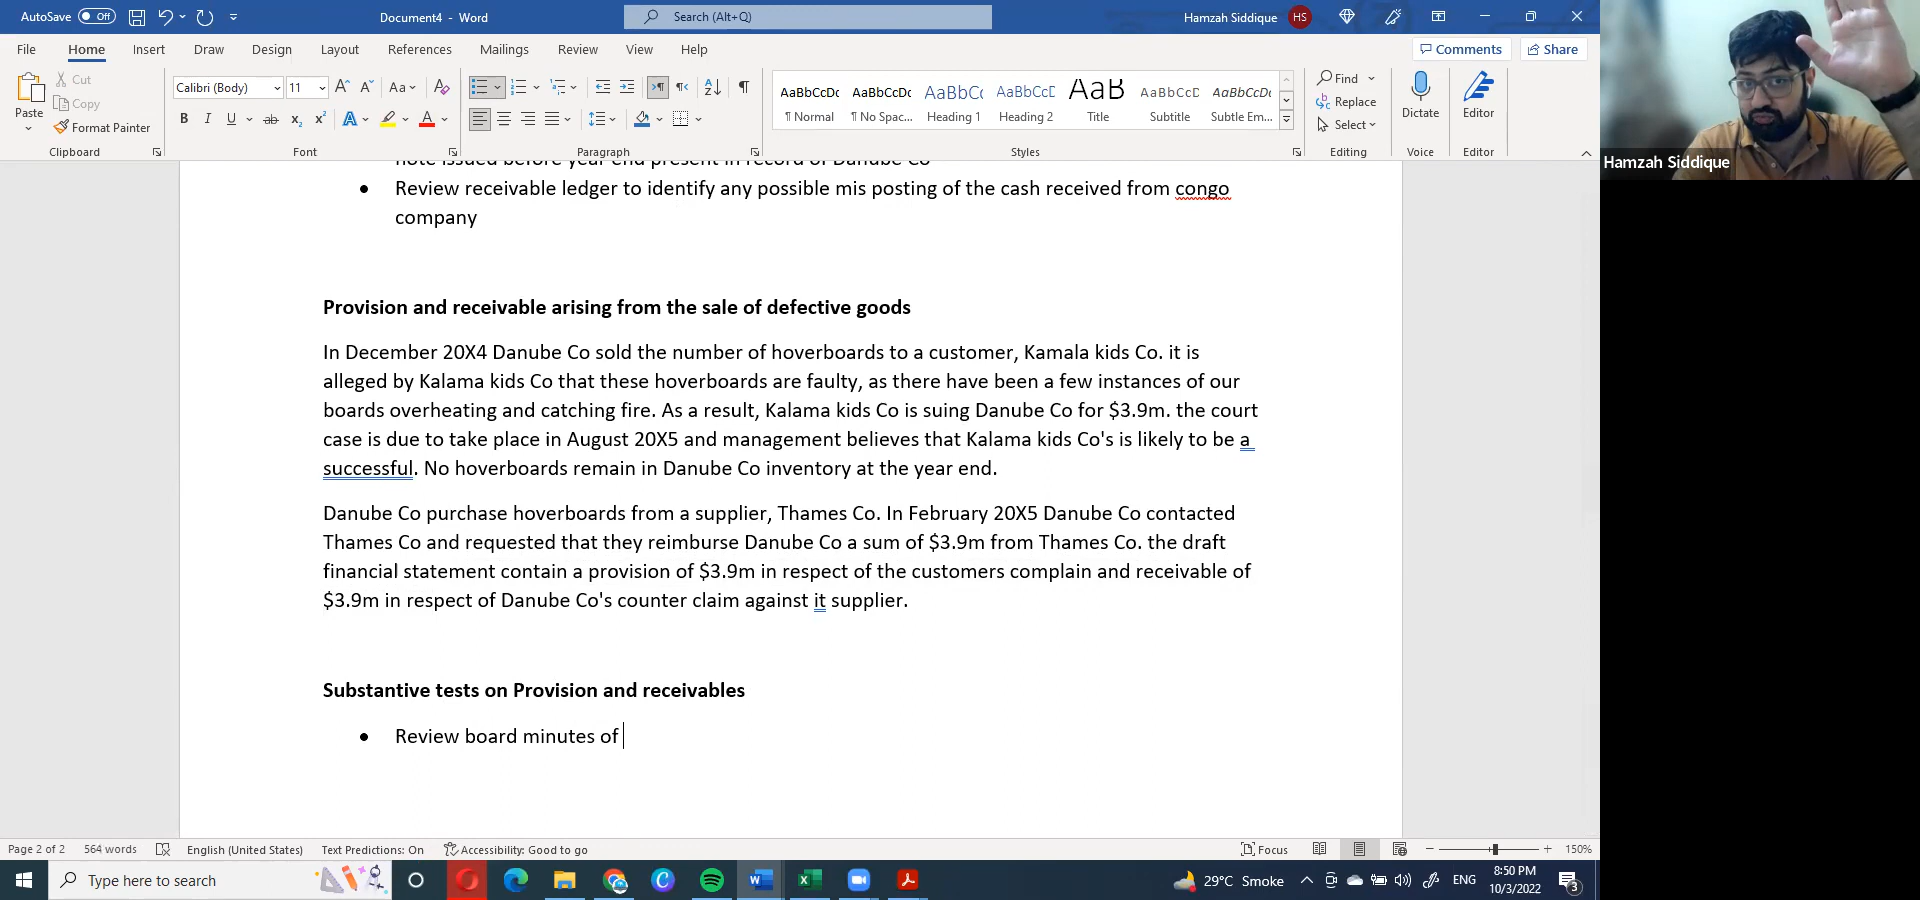 AutoSave Off Document4 - Word Search (Alt+Q) Hamzah Siddique HS
File Home Insert Draw Design Layout References Mailings Review View Help Comments Share
Paste Cut Copy Format Painter
Calibri (Body) 11
AaBbCcDc AaBbCcDc AaBbCc AaBbCcD AaB AaBbCcD AaBbCcDc
¶ Normal ¶ No Spac... Heading 1 Heading 2 Title Subtitle Subtle Em...
Find Replace Select Dictate Editor
Clipboard Font Paragraph Styles Editing Voice Editor
Hamzah Siddique
note issued before year end present in record of Danube Co
• Review receivable ledger to identify any possible mis posting of the cash received from congo
company
Provision and receivable arising from the sale of defective goods
In December 20X4 Danube Co sold the number of hoverboards to a customer, Kamala kids Co. it is
alleged by Kalama kids Co that these hoverboards are faulty, as there have been a few instances of our
boards overheating and catching fire. As a result, Kalama kids Co is suing Danube Co for $3.9m. the court
case is due to take place in August 20X5 and management believes that Kalama kids Co's is likely to be a
successful. No hoverboards remain in Danube Co inventory at the year end.
Danube Co purchase hoverboards from a supplier, Thames Co. In February 20X5 Danube Co contacted
Thames Co and requested that they reimburse Danube Co a sum of $3.9m from Thames Co. the draft
financial statement contain a provision of $3.9m in respect of the customers complain and receivable of
$3.9m in respect of Danube Co's counter claim against it supplier.
Substantive tests on Provision and receivables
• Review board minutes of
Page 2 of 2 564 words English (United States) Text Predictions: On Accessibility: Good to go Focus 150%
Type here to search 29°C Smoke ENG 8:50 PM
10/3/2022 3